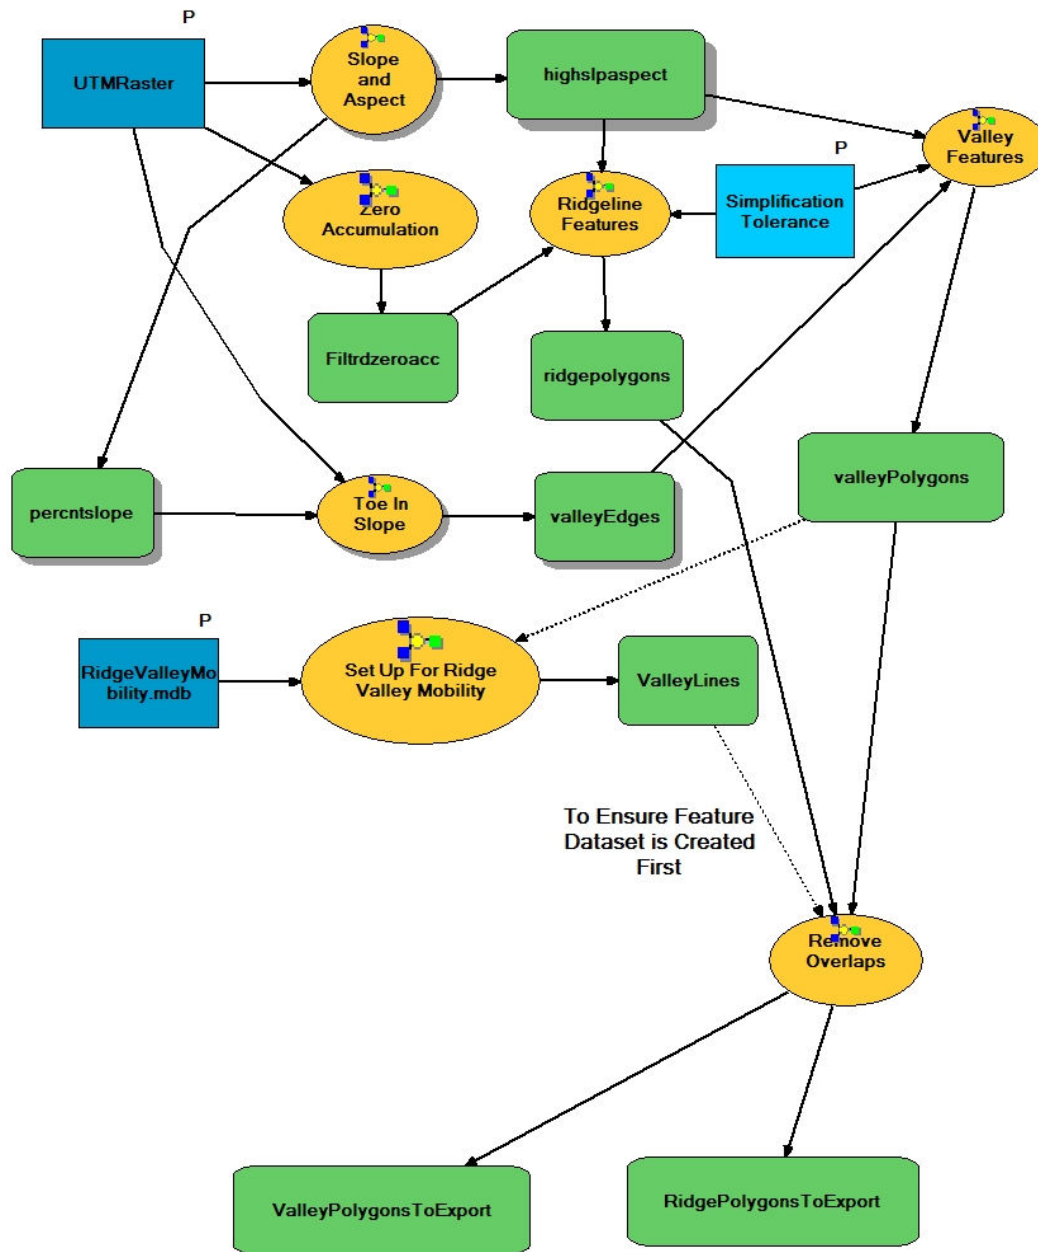 P
UTMRaster
Slope
and
Aspect
highslpaspect
Valley
Features
P
Simplification
Tolerance
Zero
Accumulation
Ridgeline
Features
Filtrdzeroacc
ridgepolygons
valleyPolygons
percntslope
Toe In
Slope
valleyEdges
P
RidgeValleyMo
bility.mdb
Set Up For Ridge
Valley Mobility
ValleyLines
To Ensure Feature
Dataset is Created
First
Remove
Overlaps
ValleyPolygonsToExport
RidgePolygonsToExport